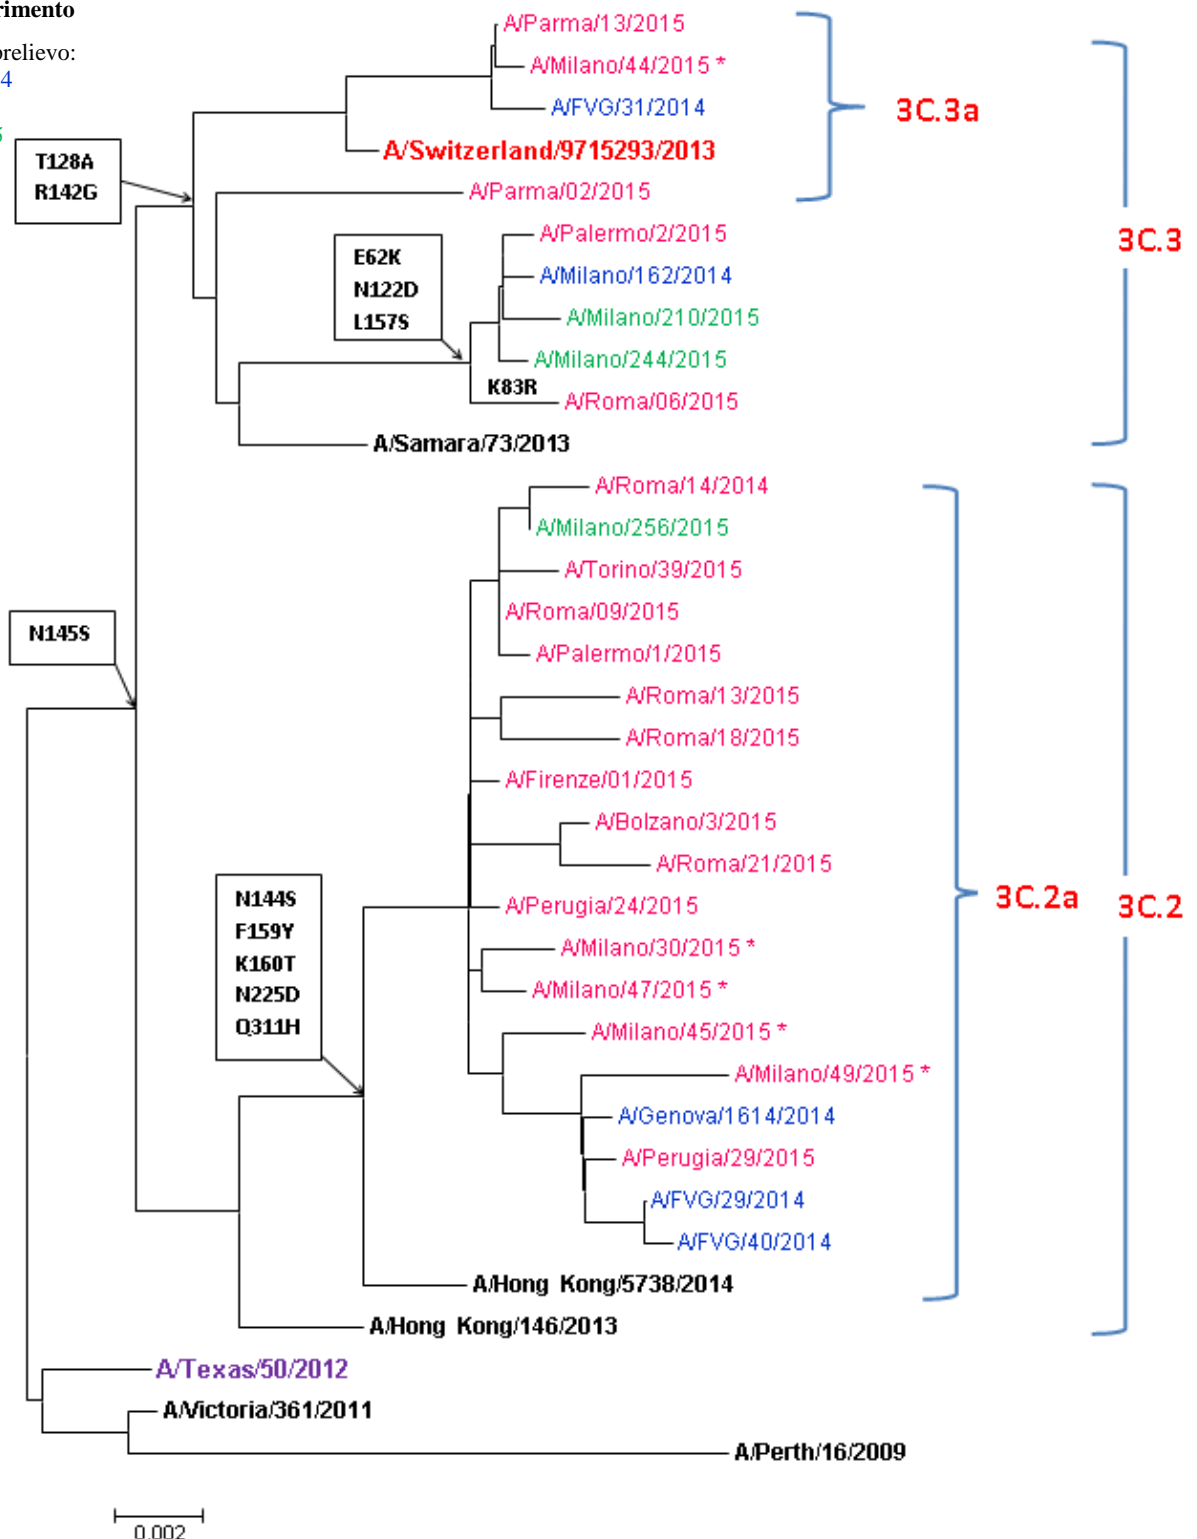 prelievo:
4
A/Parma/13/2015
A/Milano/44/2015 *
A/FVG/31/2014
3C.3a
A/Switzerland/9715293/2013
T128A
R142G
A/Parma/02/2015
A/Palermo/2/2015
3C.3
E62K
N122D
L157S
A/Milano/162/2014
A/Milano/210/2015
A/Milano/244/2015
K83R
A/Roma/06/2015
A/Samara/73/2013
A/Roma/14/2014
A/Milano/256/2015
A/Torino/39/2015
A/Roma/09/2015
N145S
A/Palermo/1/2015
A/Roma/13/2015
A/Roma/18/2015
A/Firenze/01/2015
A/Bolzano/3/2015
A/Roma/21/2015
3C.2a
3C.2
N144S
F159Y
K160T
N225D
Q311H
A/Perugia/24/2015
A/Milano/30/2015 *
A/Milano/47/2015 *
A/Milano/45/2015 *
A/Milano/49/2015 *
A/Genova/1614/2014
A/Perugia/29/2015
A/FVG/29/2014
A/FVG/40/2014
A/Hong Kong/5738/2014
A/Hong Kong/146/2013
A/Texas/50/2012
A/Victoria/361/2011
A/Perth/16/2009
0.002